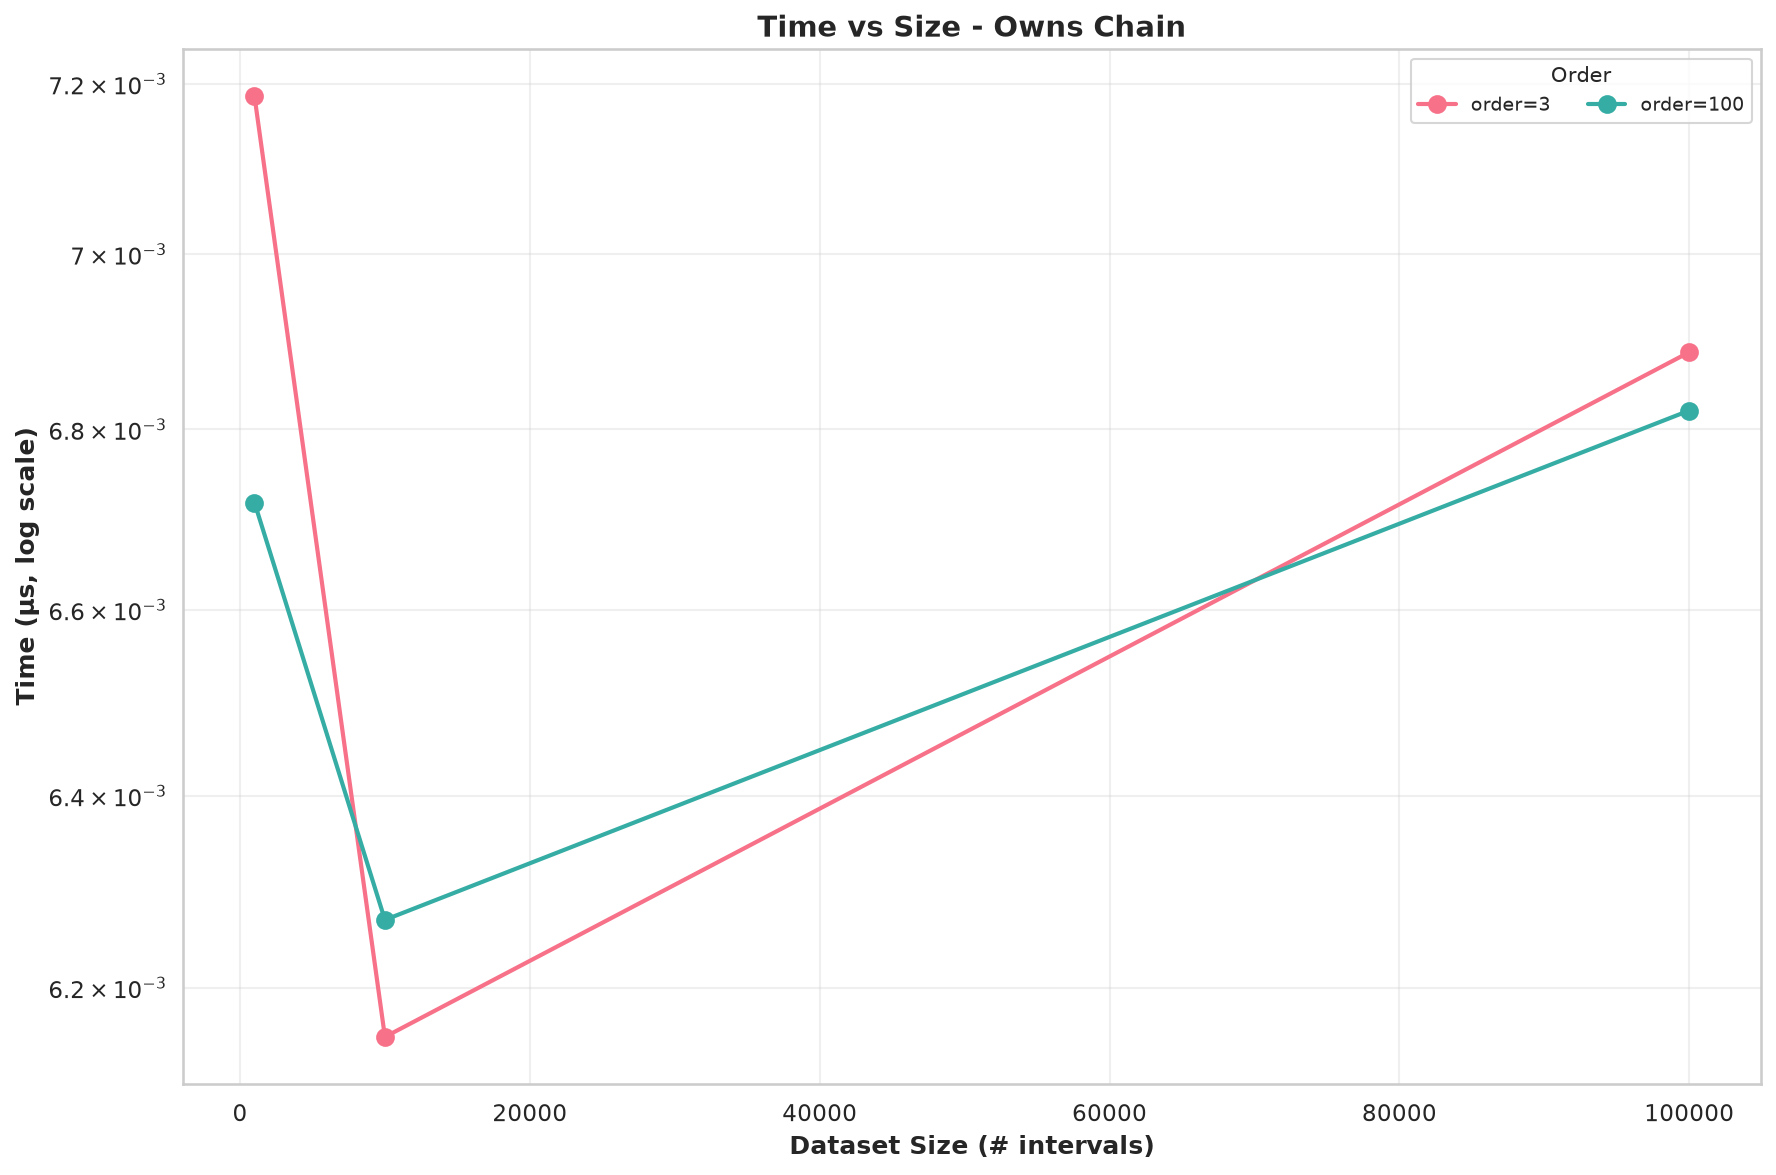 Time vs Size - Owns Chain
Order
order=3
order=100
Time (µs, log scale)
7.2 × 10⁻³
7 × 10⁻³
6.8 × 10⁻³
6.6 × 10⁻³
6.4 × 10⁻³
6.2 × 10⁻³
0
20000
40000
60000
80000
100000
Dataset Size (# intervals)